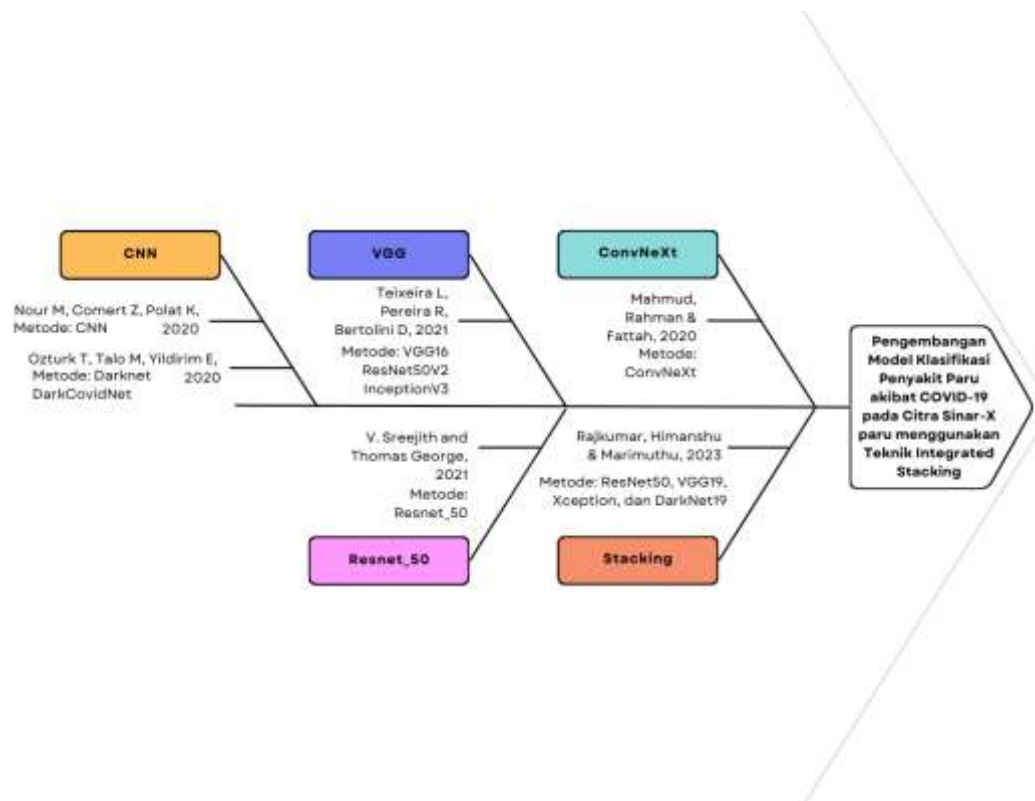 CNN
Nour M, Comert Z, Polat K,
Metode: CNN 2020
Ozturk T, Talo M, Yildirim E,
Metode: Darknet 2020
DarkCovidNet
VGG
Teixeira L,
Pereira R,
Bertolini D, 2021
Metode: VGG16
ResNet50V2
InceptionV3
ConvNeXt
Mahmud,
Rahman &
Fattah, 2020
Metode:
ConvNeXt
V. Sreejith and
Thomas George,
2021
Metode:
Resnet_50
Resnet_50
Rajkumar, Himanshu
& Marimuthu, 2023
Metode: ResNet50, VGG19,
Xception, dan DarkNet19
Stacking
Pengembangan
Model Klasifikasi
Penyakit Paru
akibat COVID-19
pada Citra Sinar-X
paru menggunakan
Teknik Integrated
Stacking